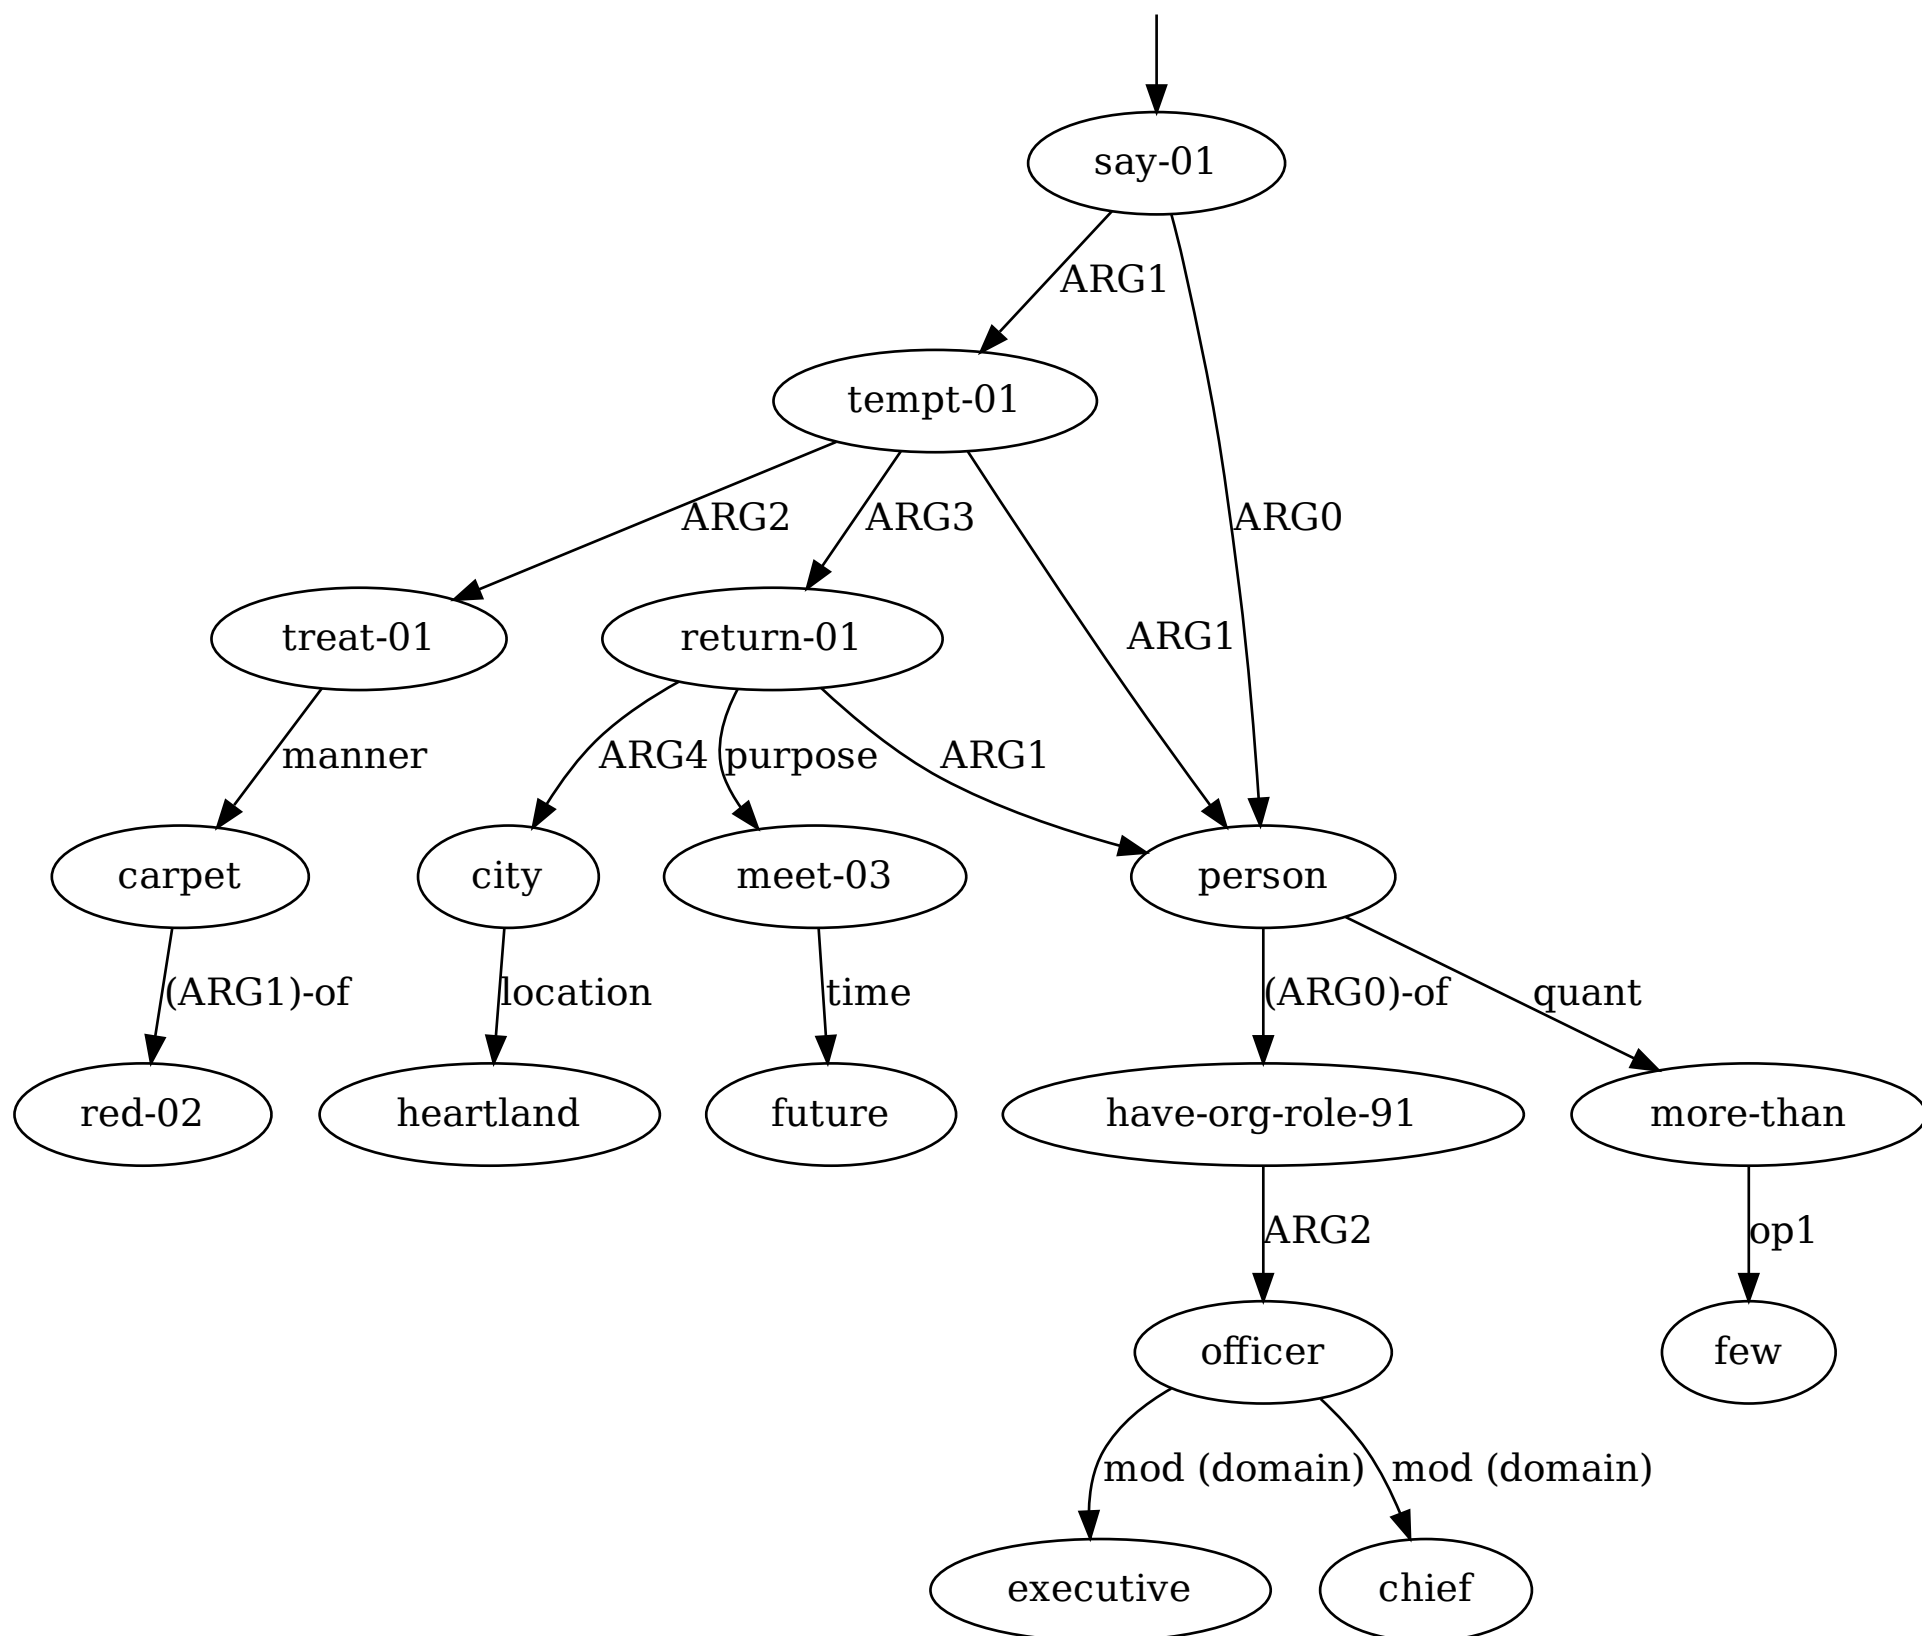 say-01
ARG1
tempt-01
ARG2 ARG3 ARG0
treat-01 return-01 ARG1
manner ARG4 purpose ARG1
carpet city meet-03 person
(ARG1)-of location time (ARG0)-of quant
red-02 heartland future have-org-role-91 more-than
ARG2 op1
officer few
mod (domain) mod (domain)
executive chief